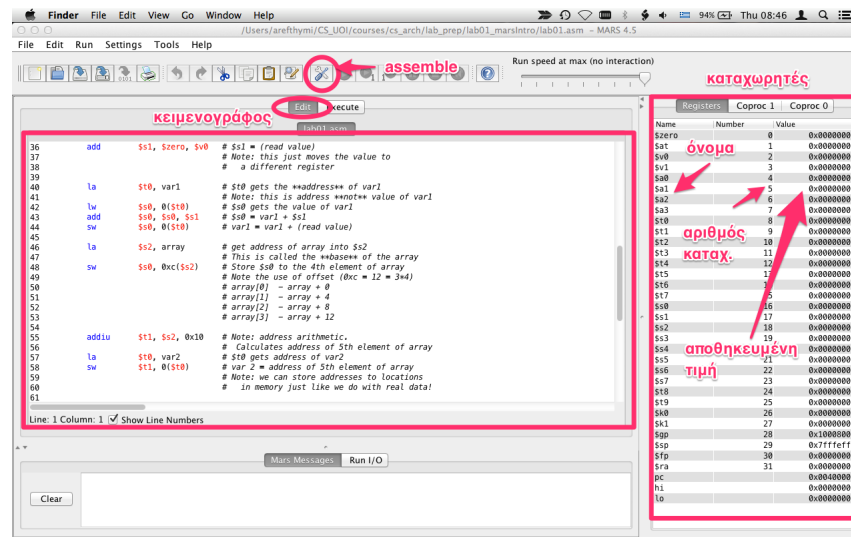 Finder File Edit View Go Window Help 94% Thu 08:46
/Users/arefthymi/CS_UOI/courses/cs_arch/lab_prep/lab01_marsIntro/lab01.asm - MARS 4.5
File Edit Run Settings Tools Help
assemble
Run speed at max (no interaction)
κειμενογράφος
Edit Execute
lab01.asm
36 add $s1, $zero, $v0 # $s1 = (read value)
37 # Note: this just moves the value to
38 # a different register
39
40 la $t0, var1 # $t0 gets the **address** of var1
41 # Note: this is address **not** value of var1
42 lw $s0, 0($t0) # $s0 gets the value of var1
43 add $s0, $s0, $s1 # $s0 = var1 + $s1
44 sw $s0, 0($t0) # var1 = var1 + (read value)
45
46 la $s2, array # get address of array into $s2
47 # This is called the **base** of the array
48 sw $s0, 0xc($s2) # Store $s0 to the 4th element of array
49 # Note the use of offset (0xc = 12 = 3*4)
50 # array[0] - array + 0
51 # array[1] - array + 4
52 # array[2] - array + 8
53 # array[3] - array + 12
54
55 addiu $t1, $s2, 0x10 # Note: address arithmetic.
56 # Calculates address of 5th element of array
57 la $t0, var2 # $t0 gets address of var2
58 sw $t1, 0($t0) # var 2 = address of 5th element of array
59 # Note: we can store addresses to locations
60 # in memory just like we do with real data!
61
Line: 1 Column: 1 Show Line Numbers
Mars Messages Run I/O
Clear
καταχωρητές
Registers Coproc 1 Coproc 0
Name Number Value
$zero 0 0x0000000
$at 1 0x0000000
$v0 2 0x0000000
$v1 3 0x0000000
$a0 4 0x0000000
$a1 5 0x0000000
$a2 6 0x0000000
$a3 7 0x0000000
$t0 8 0x0000000
$t1 9 0x0000000
$t2 10 0x0000000
$t3 11 0x0000000
$t4 12 0x0000000
$t5 0x0000000
$t6 0x0000000
$t7 0x0000000
$s0 16 0x0000000
$s1 17 0x0000000
$s2 18 0x0000000
$s3 19 0x0000000
$s4 0x0000000
$s5 21 0x0000000
$s6 22 0x0000000
$s7 23 0x0000000
$t8 24 0x0000000
$t9 25 0x0000000
$k0 26 0x0000000
$k1 27 0x0000000
$gp 28 0x1000800
$sp 29 0x7fffeff
$fp 30 0x0000000
$ra 31 0x0000000
pc 0x0040000
hi 0x0000000
lo 0x0000000
όνομα
αριθμός
καταχ.
αποθηκευμένη
τιμή